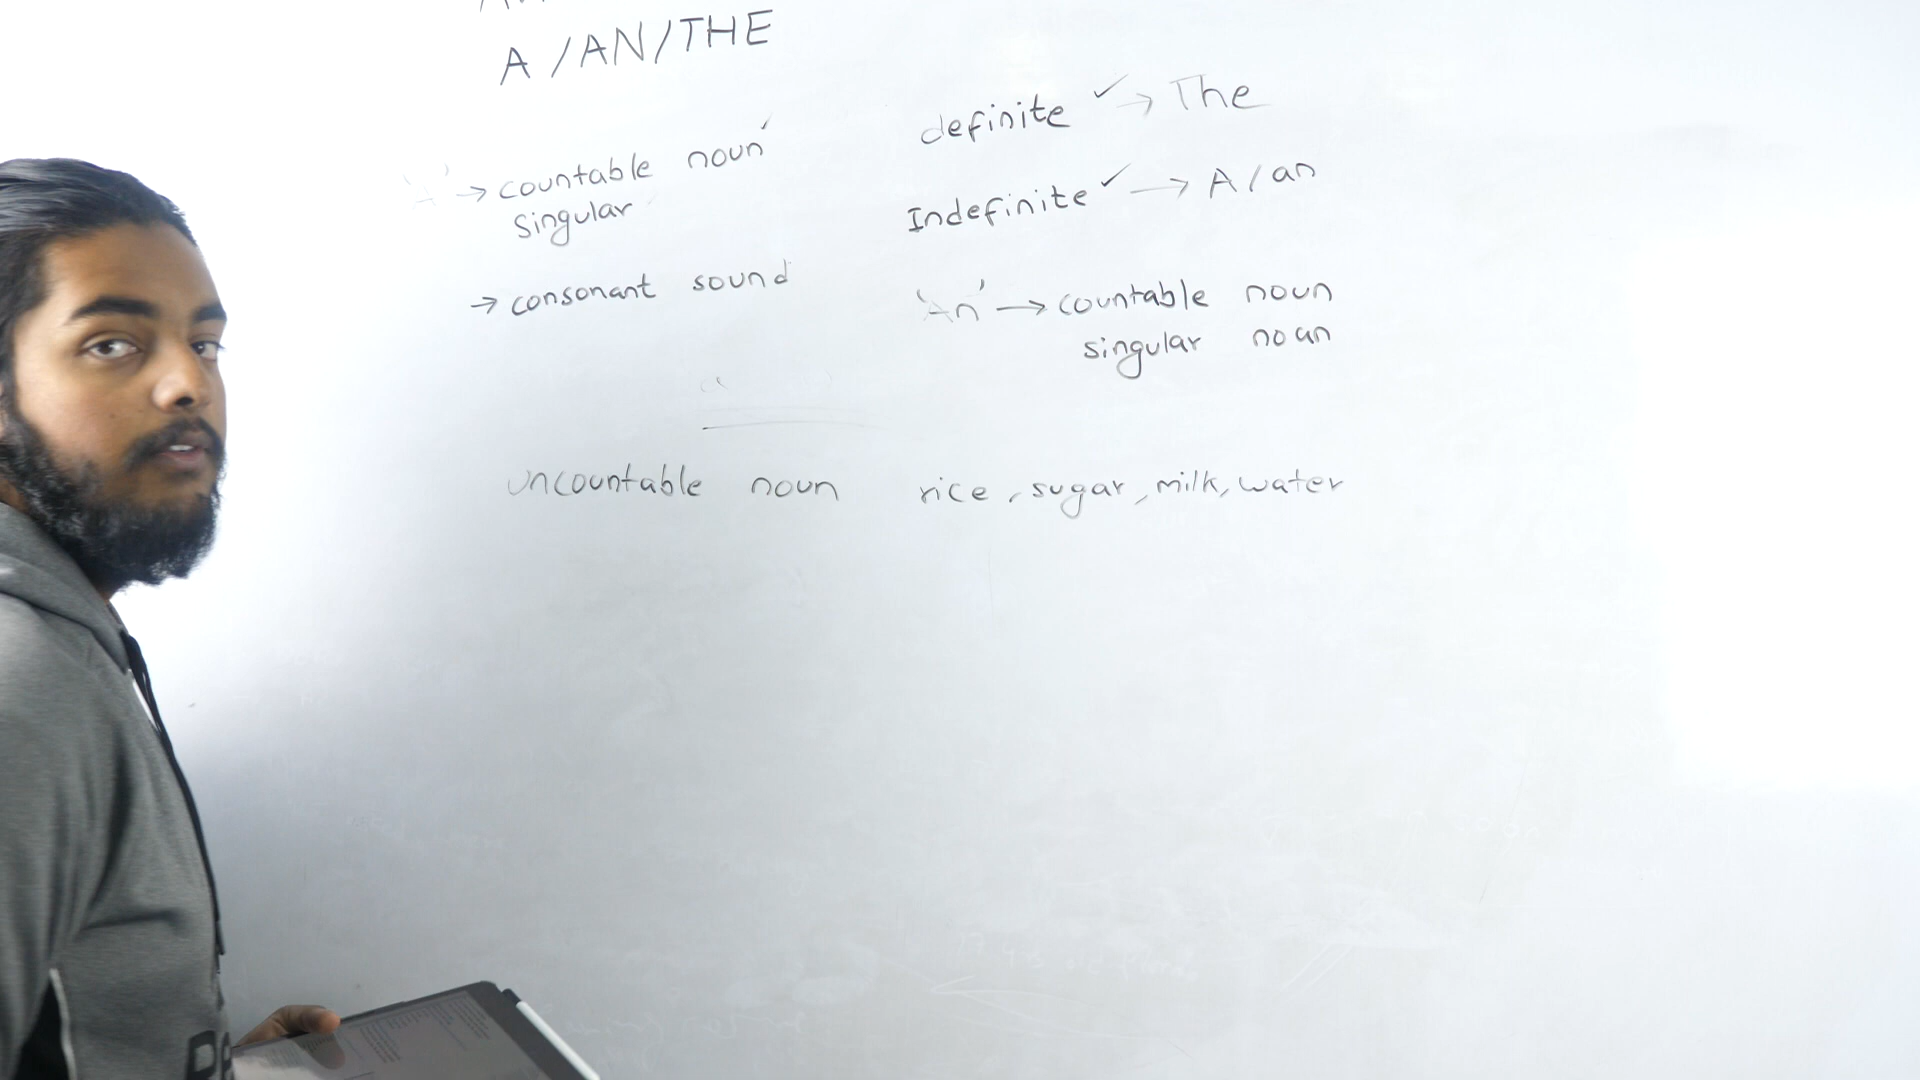 A/AN/THE
'A' → countable noun
singular
→ consonant sound
definite ✓ → The
Indefinite ✓ → A/an
'An' → countable noun
singular noun
uncountable noun rice, sugar, milk, water